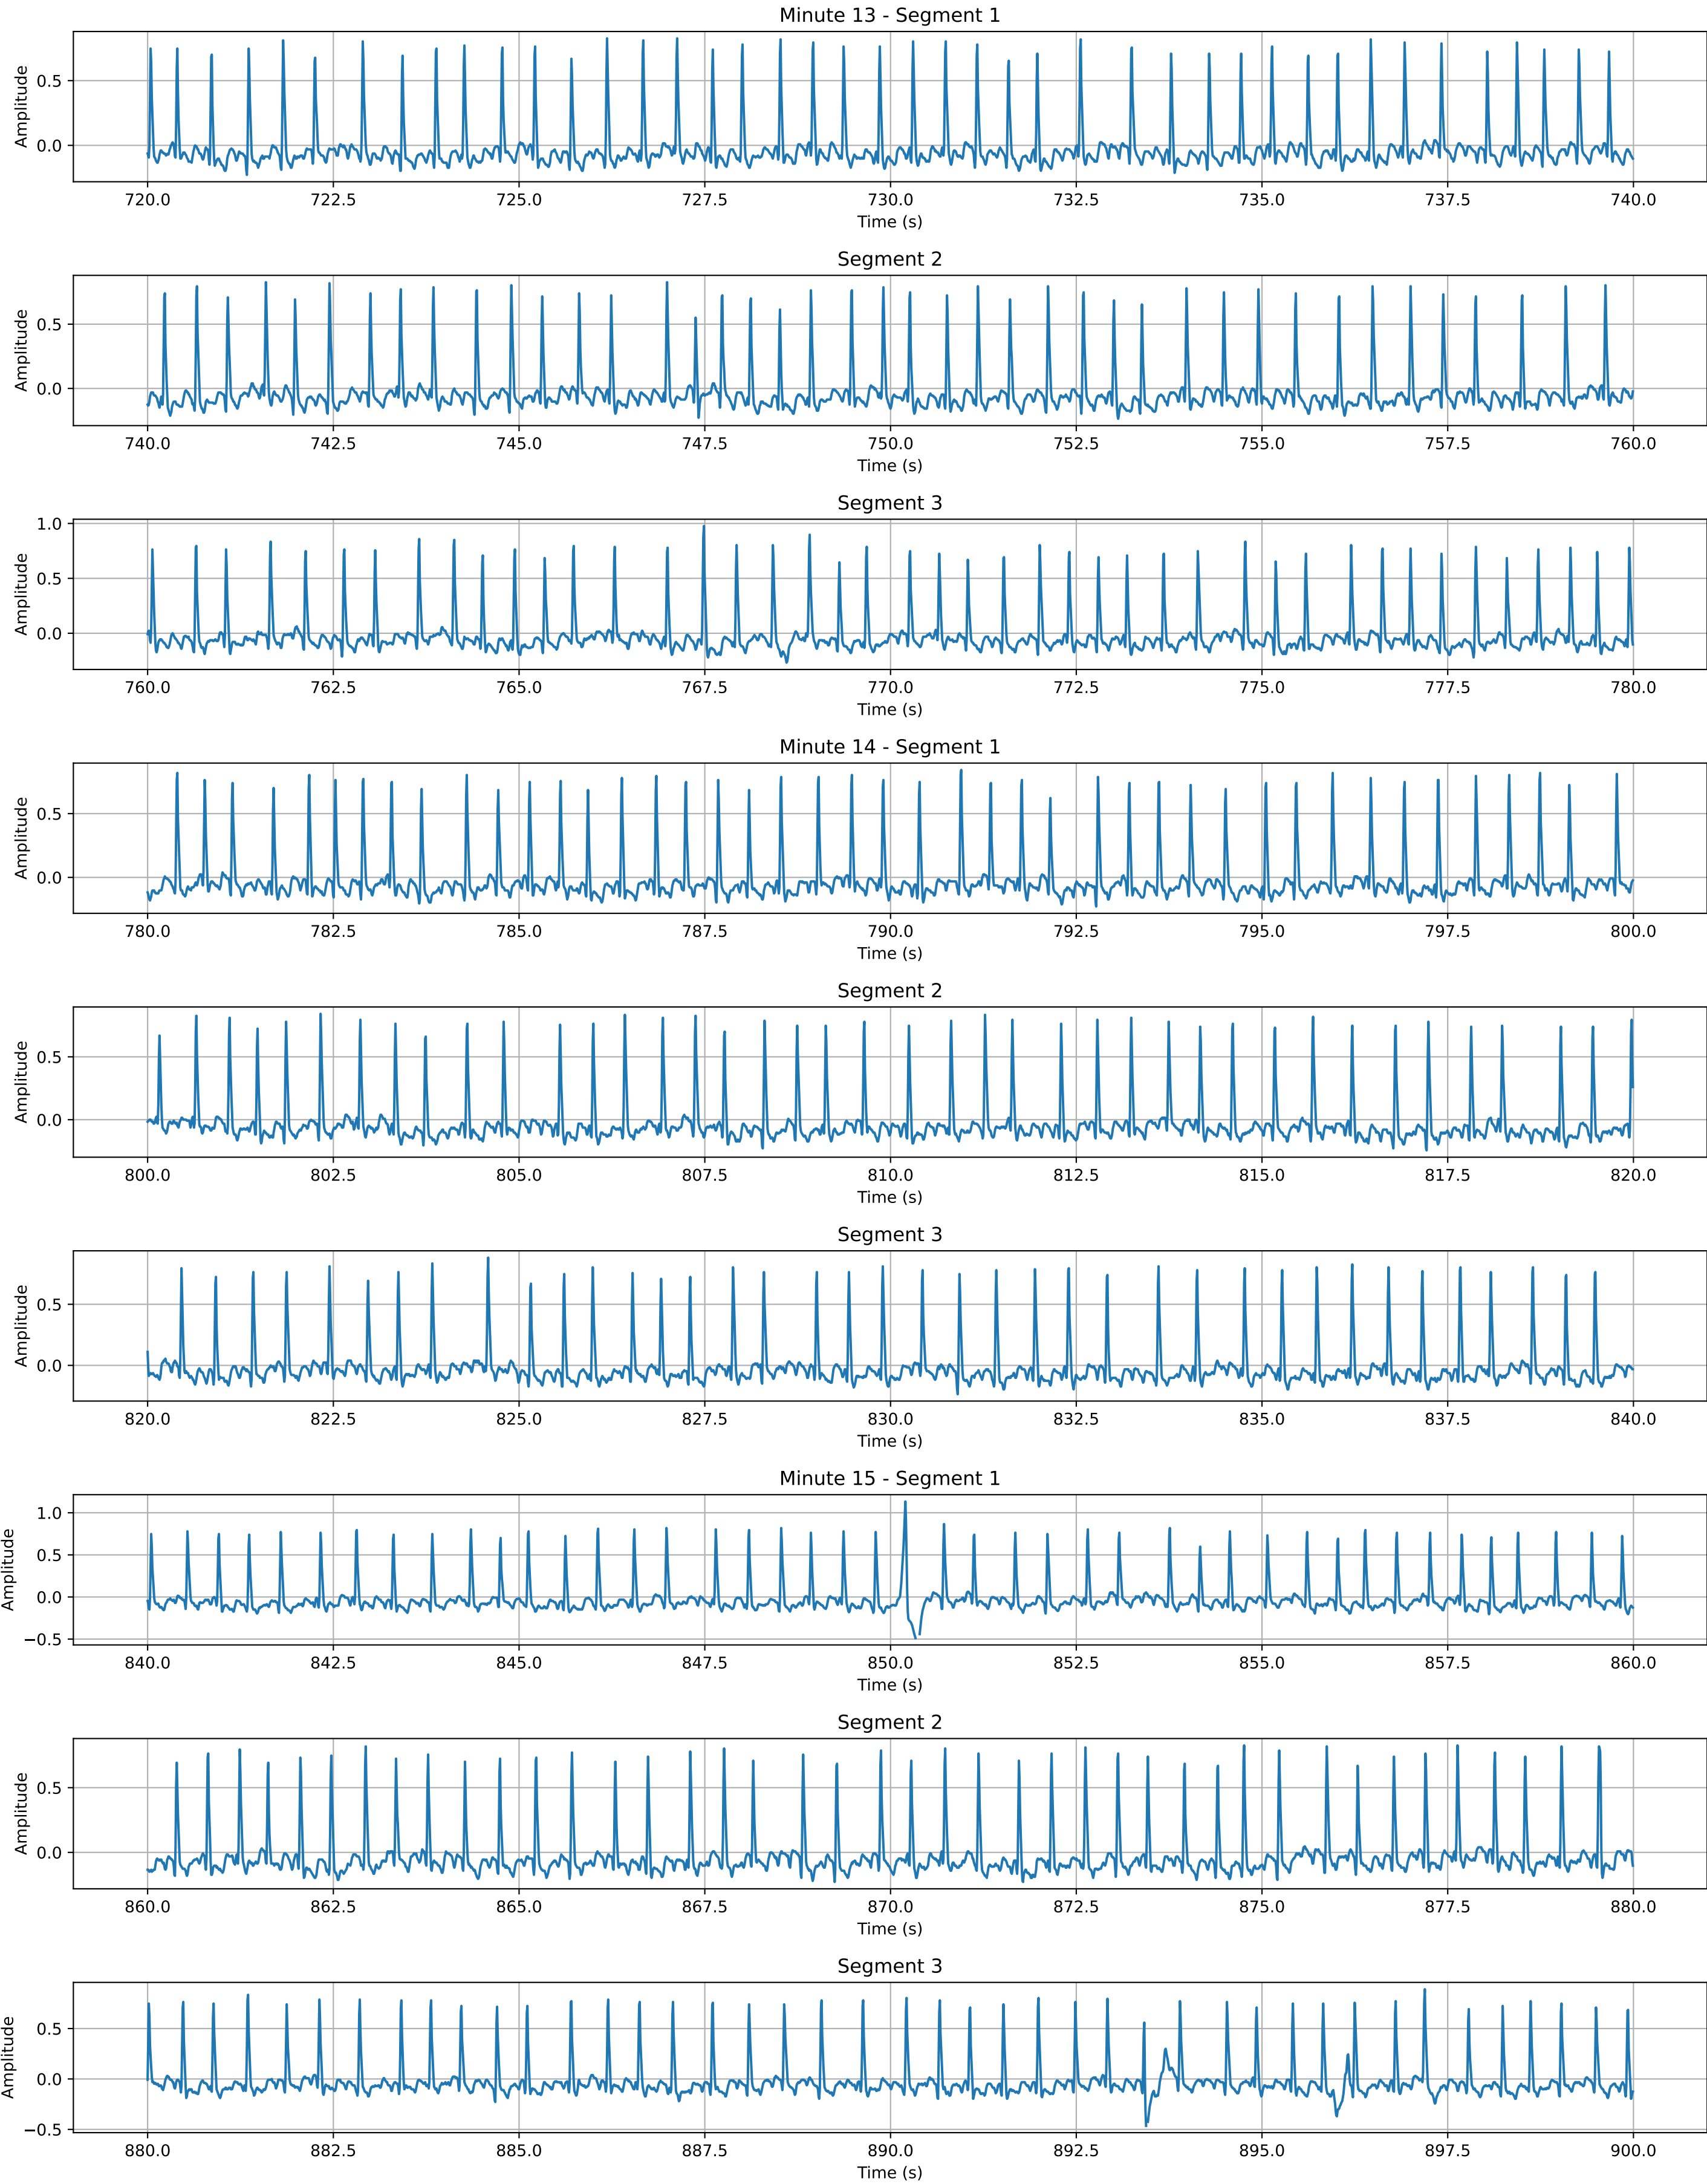 Minute 13 - Segment 1
Amplitude
0.5
0.0
720.0 722.5 725.0 727.5 730.0 732.5 735.0 737.5 740.0
Time (s)
Segment 2
Amplitude
0.5
0.0
740.0 742.5 745.0 747.5 750.0 752.5 755.0 757.5 760.0
Time (s)
Segment 3
Amplitude
1.0
0.5
0.0
760.0 762.5 765.0 767.5 770.0 772.5 775.0 777.5 780.0
Time (s)
Minute 14 - Segment 1
Amplitude
0.5
0.0
780.0 782.5 785.0 787.5 790.0 792.5 795.0 797.5 800.0
Time (s)
Segment 2
Amplitude
0.5
0.0
800.0 802.5 805.0 807.5 810.0 812.5 815.0 817.5 820.0
Time (s)
Segment 3
Amplitude
0.5
0.0
820.0 822.5 825.0 827.5 830.0 832.5 835.0 837.5 840.0
Time (s)
Minute 15 - Segment 1
Amplitude
1.0
0.5
0.0
−0.5
840.0 842.5 845.0 847.5 850.0 852.5 855.0 857.5 860.0
Time (s)
Segment 2
Amplitude
0.5
0.0
860.0 862.5 865.0 867.5 870.0 872.5 875.0 877.5 880.0
Time (s)
Segment 3
Amplitude
0.5
0.0
−0.5
880.0 882.5 885.0 887.5 890.0 892.5 895.0 897.5 900.0
Time (s)